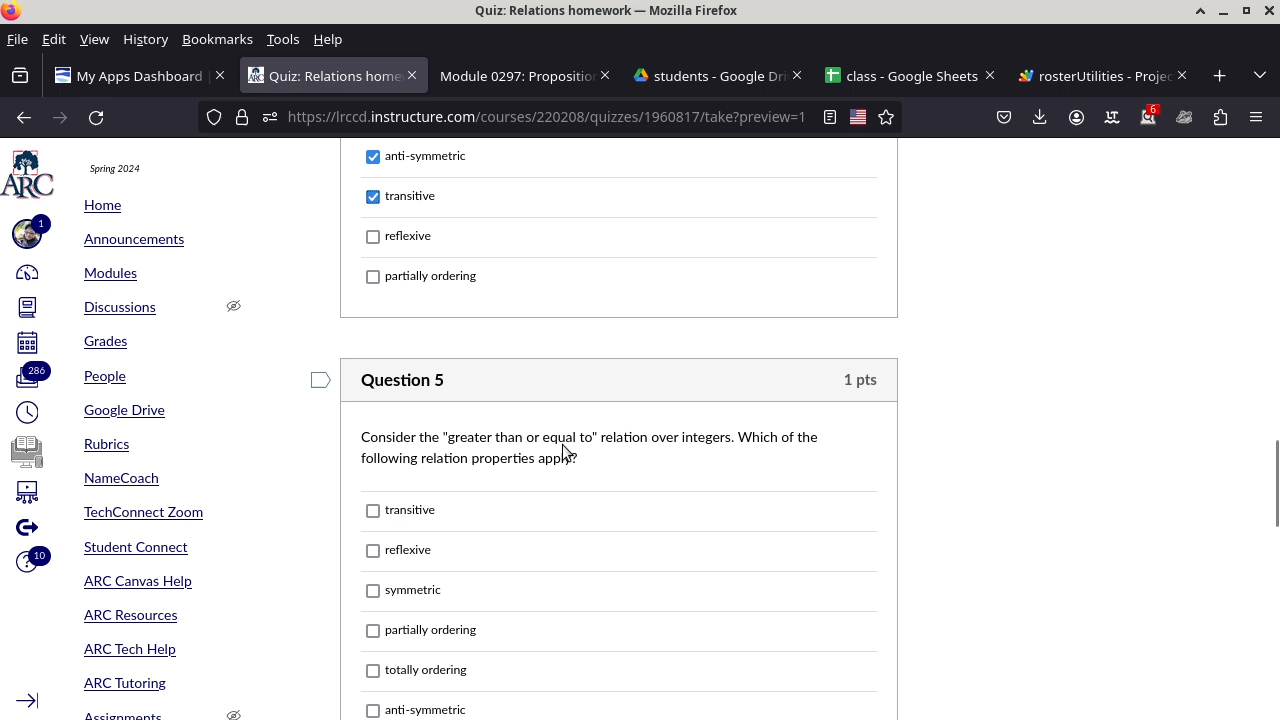 Quiz: Relations homework — Mozilla Firefox
File Edit View History Bookmarks Tools Help
My Apps Dashboard
Quiz: Relations home
Module 0297: Propositio
students - Google Dri
class - Google Sheets
rosterUtilities - Projec
https://lrccd.instructure.com/courses/220208/quizzes/1960817/take?preview=1
6
ARC
1
286
10
Spring 2024
Home
Announcements
Modules
Discussions
Grades
People
Google Drive
Rubrics
NameCoach
TechConnect Zoom
Student Connect
ARC Canvas Help
ARC Resources
ARC Tech Help
ARC Tutoring
Assignments
anti-symmetric
transitive
reflexive
partially ordering
Question 5 1 pts
Consider the "greater than or equal to" relation over integers. Which of the
following relation properties apply?
transitive
reflexive
symmetric
partially ordering
totally ordering
anti-symmetric